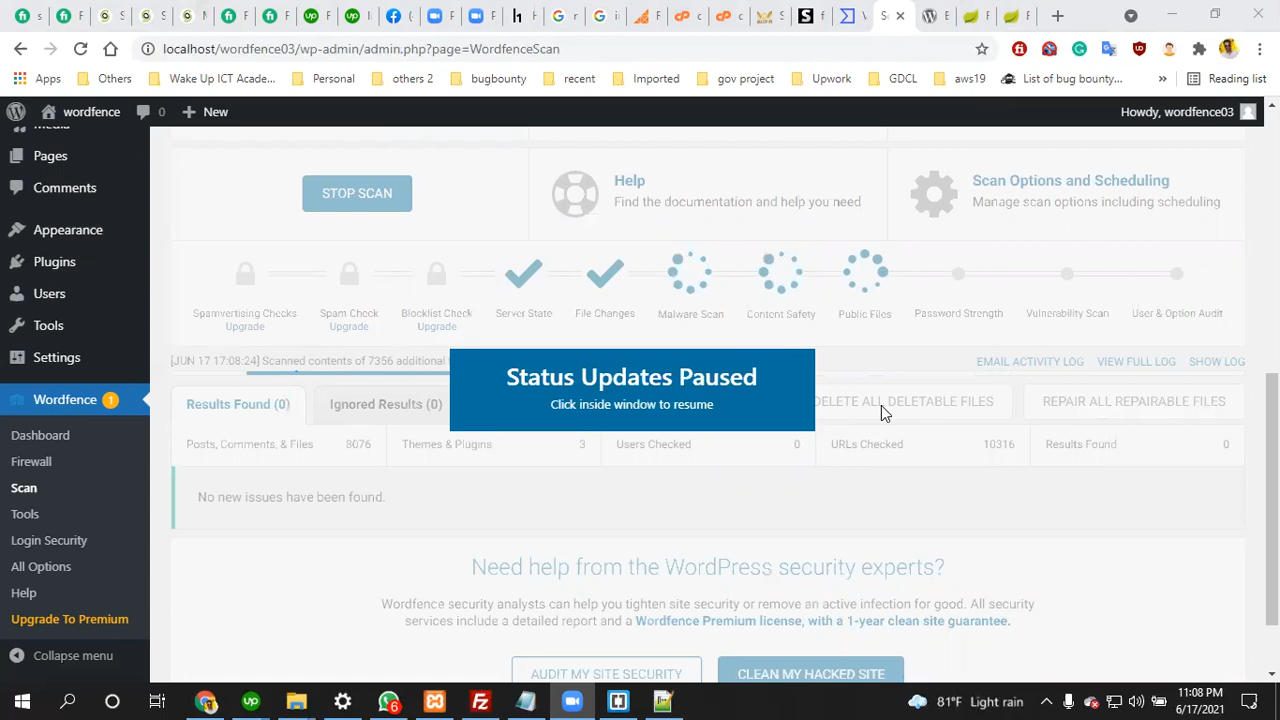 localhost/wordfence03/wp-admin/admin.php?page=WordfenceScan
Apps Others Wake Up ICT Acade... Personal others 2 bugbounty recent Imported gov project Upwork GDCL aws19 List of bug bounty... » Reading list
wordfence 0 + New Howdy, wordfence03
Media
Pages
Comments
Appearance
Plugins
Users
Tools
Settings
Wordfence 1
Dashboard
Firewall
Scan
Tools
Login Security
All Options
Help
Upgrade To Premium
Collapse menu
STOP SCAN
Help
Find the documentation and help you need
Scan Options and Scheduling
Manage scan options including scheduling
Spamvertising Checks Spam Check Blocklist Check Server State File Changes Malware Scan Content Safety Public Files Password Strength Vulnerability Scan User & Option Audit
Upgrade Upgrade Upgrade
[JUN 17 17:08:24] Scanned contents of 7356 additional
EMAIL ACTIVITY LOG VIEW FULL LOG SHOW LOG
Status Updates Paused
Click inside window to resume
Results Found (0) Ignored Results (0) DELETE ALL DELETABLE FILES REPAIR ALL REPAIRABLE FILES
Posts, Comments, & Files 8076 Themes & Plugins 3 Users Checked 0 URLs Checked 10316 Results Found 0
No new issues have been found.
Need help from the WordPress security experts?
Wordfence security analysts can help you tighten site security or remove an active infection for good. All security
services include a detailed report and a Wordfence Premium license, with a 1-year clean site guarantee.
AUDIT MY SITE SECURITY CLEAN MY HACKED SITE
6
81°F Light rain
11:08 PM
6/17/2021